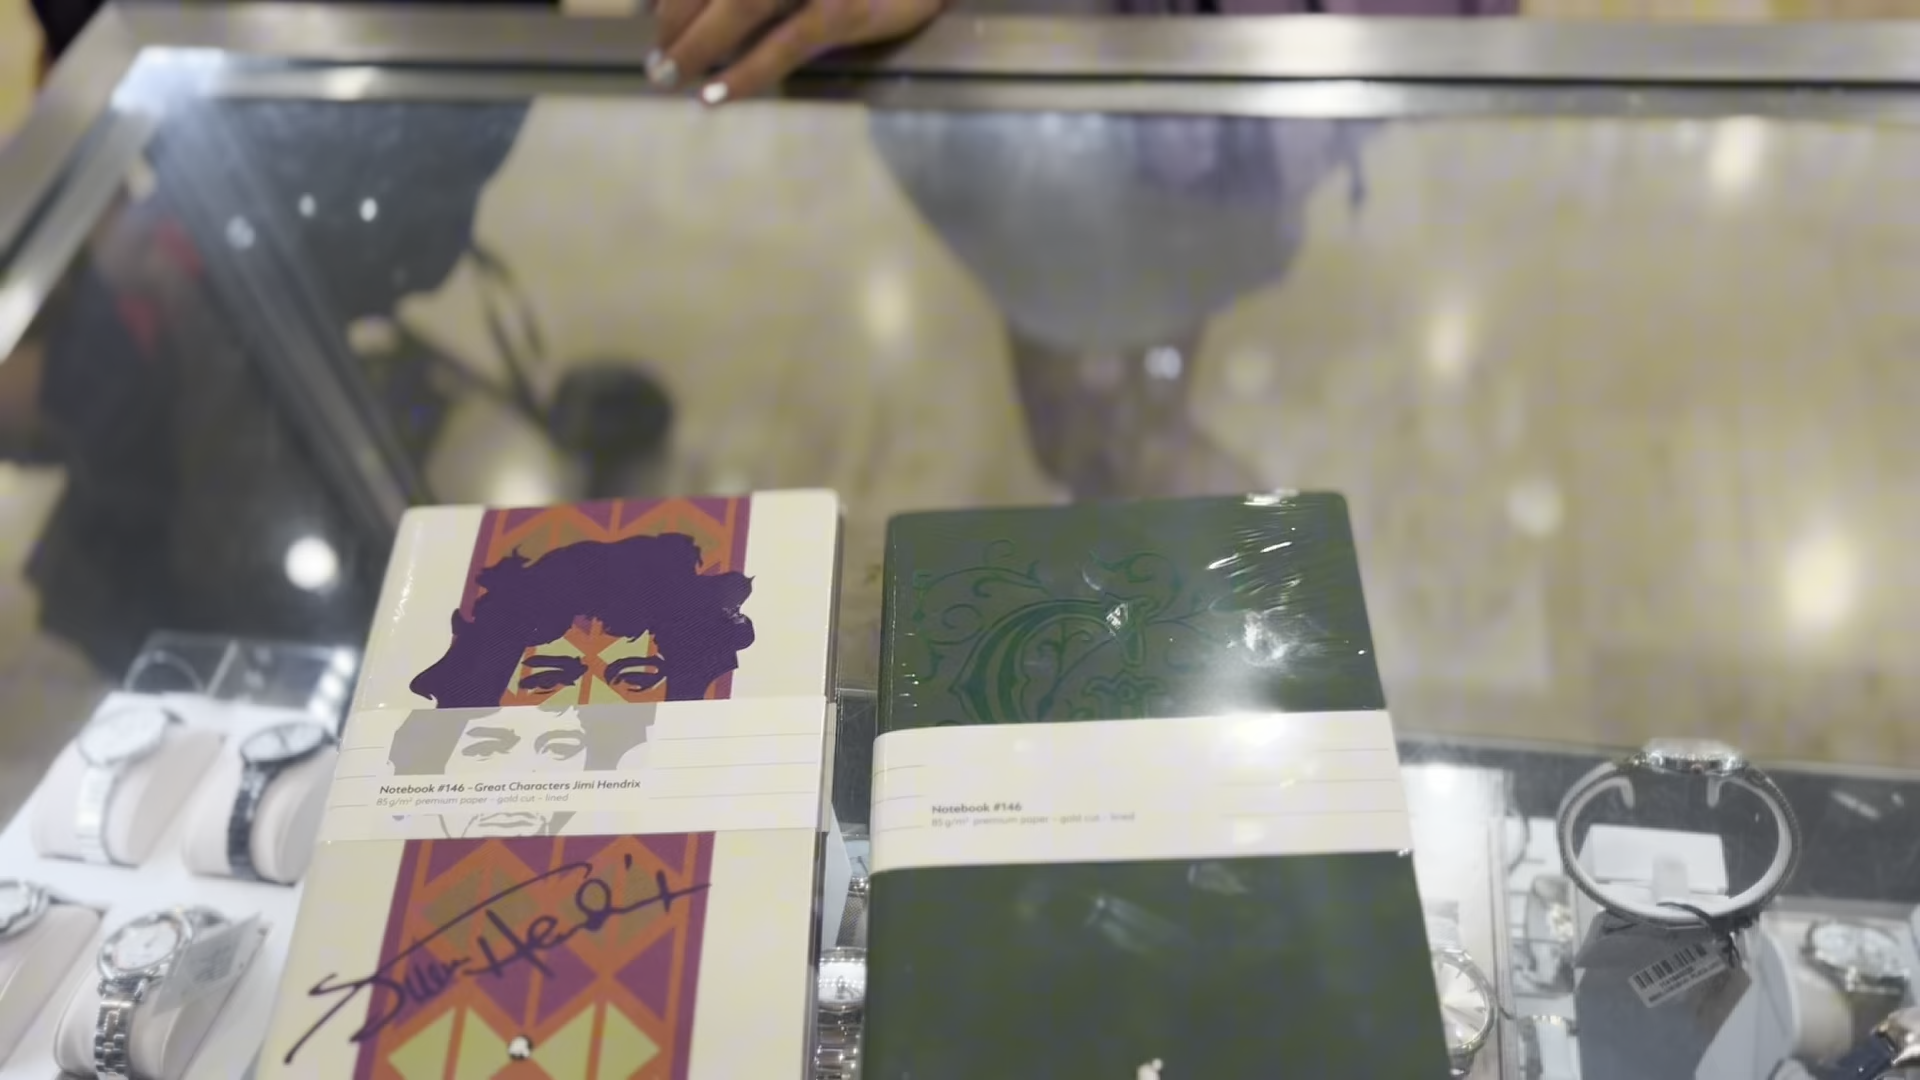 Notebook #146 - Great Characters Jimi Hendrix
85 g/m² premium paper - gold cut - lined
Notebook #146
85 g/m² premium paper - gold cut - lined